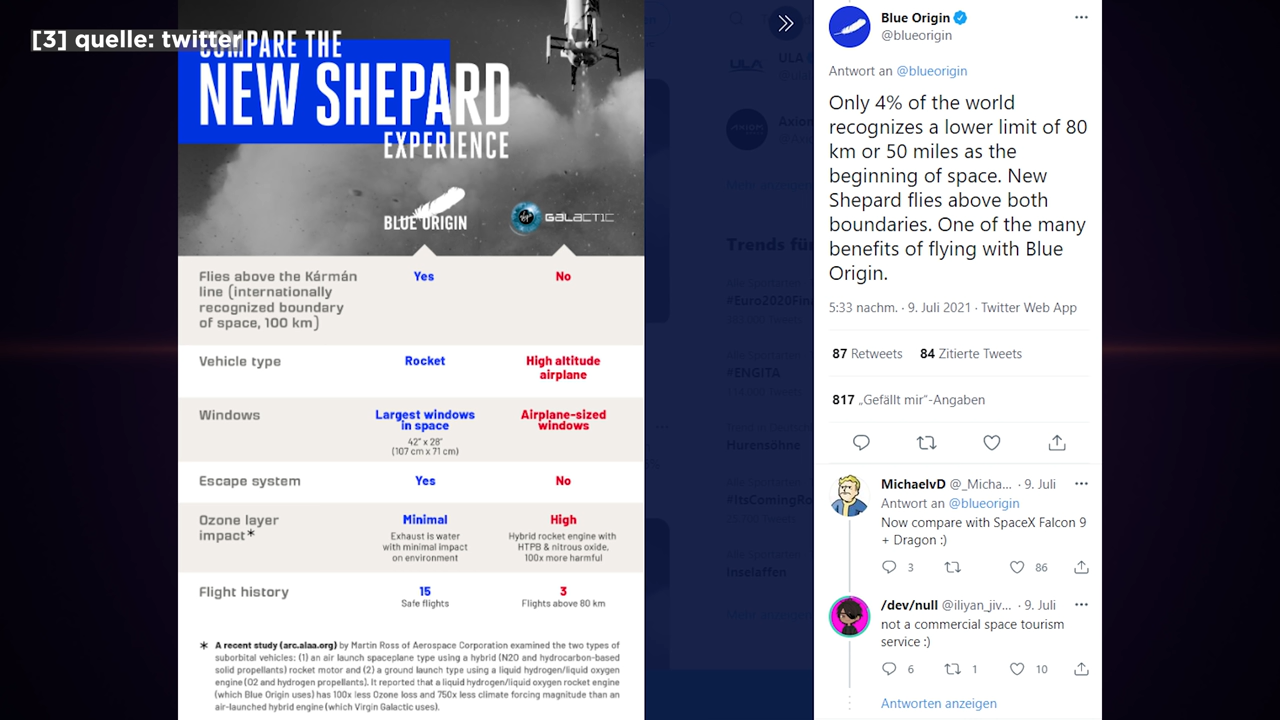 [3] quelle: twitter
COMPARE THE
NEW SHEPARD
EXPERIENCE
BLUE ORIGIN
GALACTIC
Flies above the Kármán
line (internationally
recognized boundary
of space, 100 km)
Yes
No
Vehicle type
Rocket
High altitude
airplane
Windows
Largest windows
in space
42" x 28"
(107 cm x 71 cm)
Airplane-sized
windows
Escape system
Yes
No
Ozone layer
impact*
Minimal
Exhaust is water
with minimal impact
on environment
High
Hybrid rocket engine with
HTPB & nitrous oxide,
100x more harmful
Flight history
15
Safe flights
3
Flights above 80 km
* A recent study (arc.aiaa.org) by Martin Ross of Aerospace Corporation examined the two types of
suborbital vehicles: (1) an air launch spaceplane type using a hybrid (N2O and hydrocarbon-based
solid propellants) rocket motor and (2) a ground launch type using a liquid hydrogen/liquid oxygen
engine (O2 and hydrogen propellants). It reported that a liquid hydrogen/liquid oxygen rocket engine
(which Blue Origin uses) has 100x less Ozone loss and 750x less climate forcing magnitude than an
air-launched hybrid engine (which Virgin Galactic uses).
ULA
Axiom
AXIOM
Trends für
#Euro2020Fin
#ENGITA
Hurensöhne
#ItsComingRo
Inselaffen
Blue Origin
@blueorigin
Antwort an @blueorigin
Only 4% of the world
recognizes a lower limit of 80
km or 50 miles as the
beginning of space. New
Shepard flies above both
boundaries. One of the many
benefits of flying with Blue
Origin.
5:33 nachm. · 9. Juli 2021 · Twitter Web App
87 Retweets 84 Zitierte Tweets
817 „Gefällt mir“-Angaben
MichaelvD @_Micha... · 9. Juli
Antwort an @blueorigin
Now compare with SpaceX Falcon 9
+ Dragon :)
3 86
/dev/null @iliyan_jiv... · 9. Juli
not a commercial space tourism
service :)
6 1 10
Antworten anzeigen